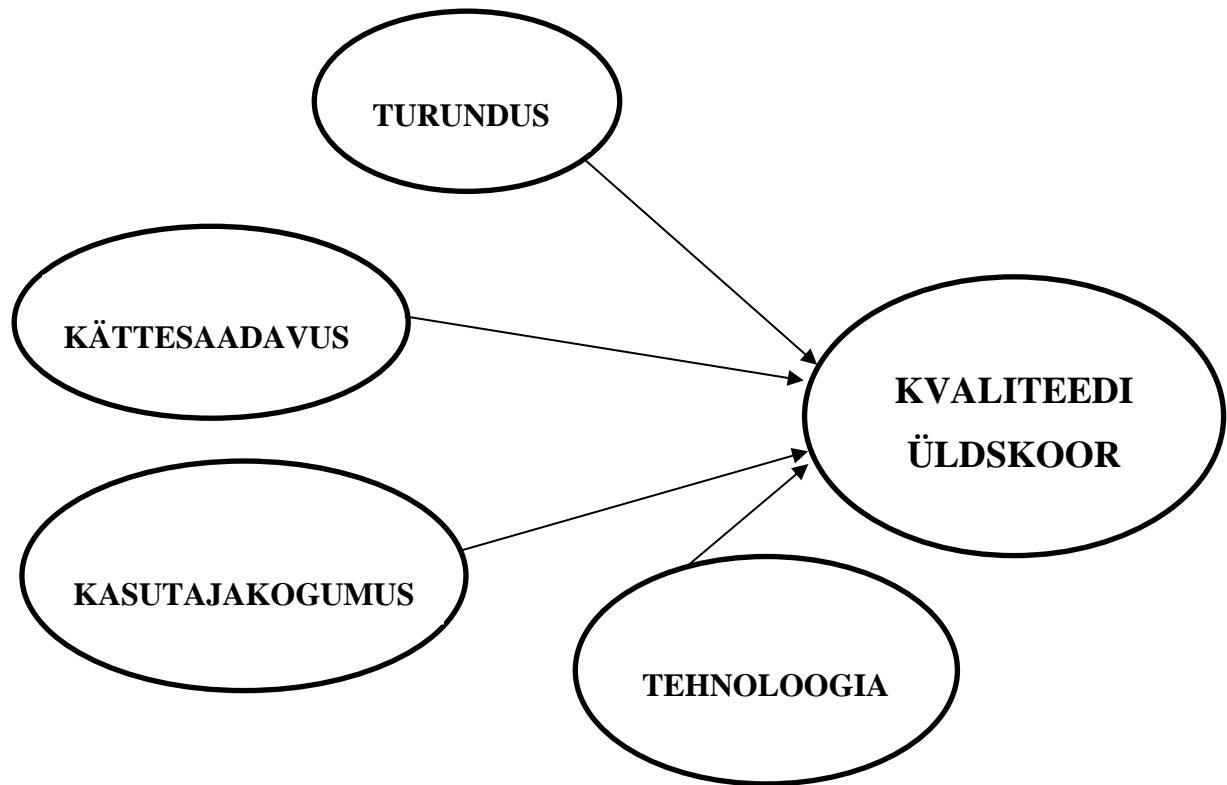 TURUNDUS
KÄTTESAADAVUS
KVALITEEDI
ÜLDSKOOR
KASUTAJAKOGUMUS
TEHNOLOOGIA